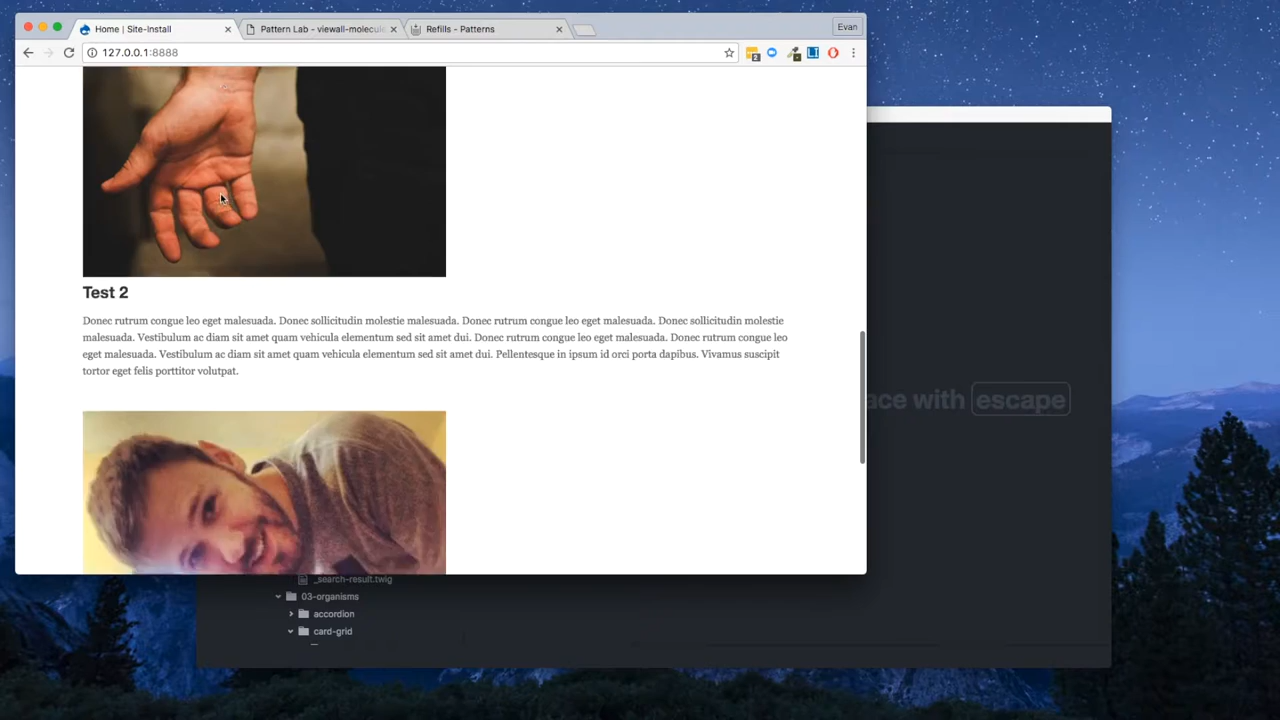 Home | Site-Install
Pattern Lab - viewall-molecule
Refills - Patterns
Evan
127.0.0.1:8888
Test 2
Donec rutrum congue leo eget malesuada. Donec sollicitudin molestie malesuada. Donec rutrum congue leo eget malesuada. Donec sollicitudin molestie
malesuada. Vestibulum ac diam sit amet quam vehicula elementum sed sit amet dui. Donec rutrum congue leo eget malesuada. Donec rutrum congue leo
eget malesuada. Vestibulum ac diam sit amet quam vehicula elementum sed sit amet dui. Pellentesque in ipsum id orci porta dapibus. Vivamus suscipit
tortor eget felis porttitor volutpat.
ace with escape
_search-result.twig
03-organisms
accordion
card-grid